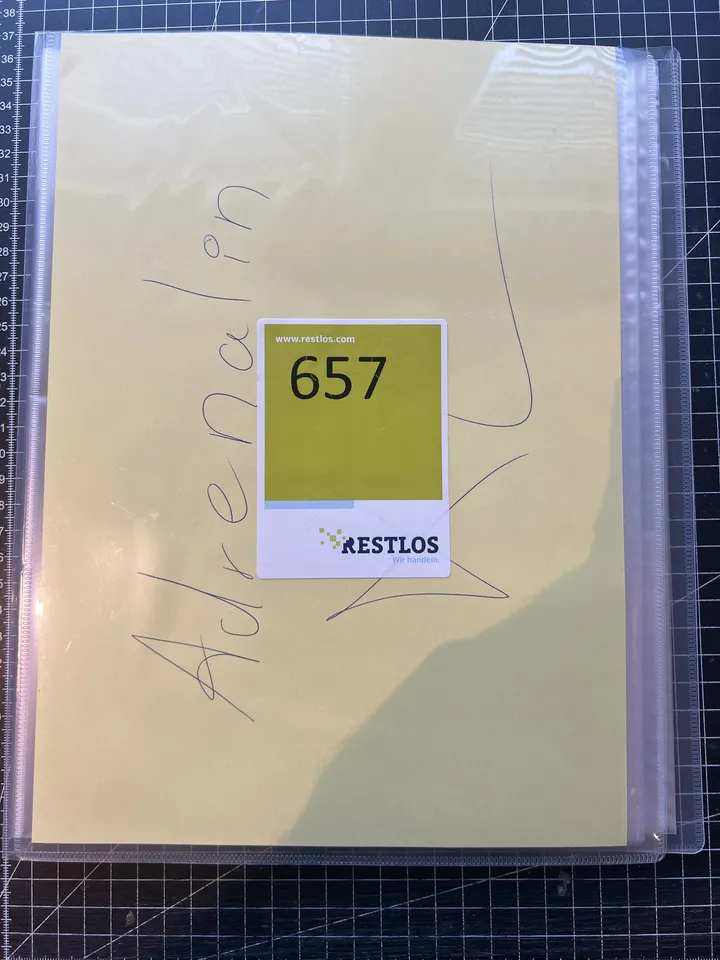 Adrenalin
www.restlos.com
657
RESTLOS
Wir handeln.